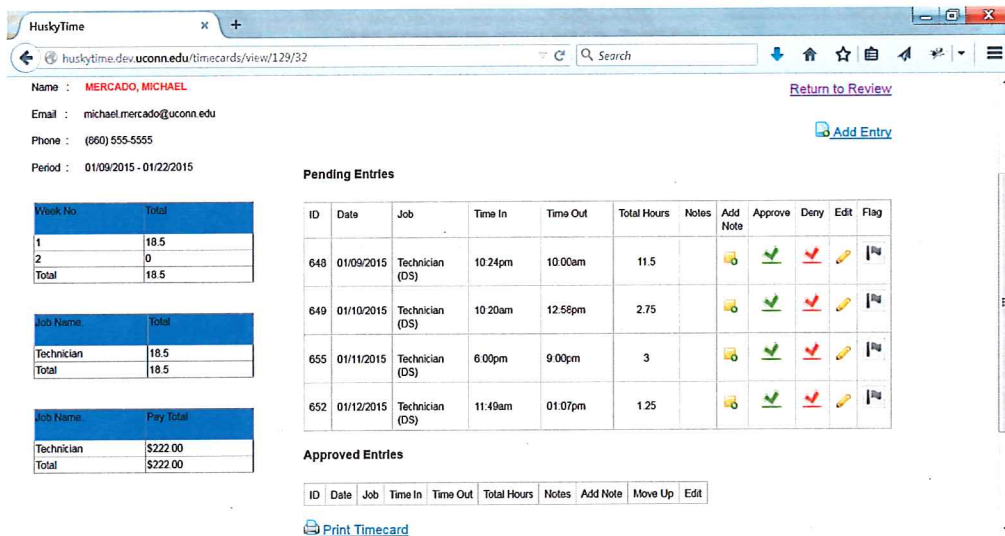 HuskyTime × +
huskytime.dev.uconn.edu/timecards/view/129/32
Search
Name : MERCADO, MICHAEL
Return to Review
Email : michael.mercado@uconn.edu
Add Entry
Phone : (860) 555-5555
Period : 01/09/2015 - 01/22/2015
Week No. Total
1 18.5
2 0
Total 18.5
Job Name. Total
Technician 18.5
Total 18.5
Job Name. Pay Total
Technician $222.00
Total $222.00
Pending Entries
ID Date Job Time In Time Out Total Hours Notes Add Note Approve Deny Edit Flag
648 01/09/2015 Technician (DS) 10:24pm 10:00am 11.5
649 01/10/2015 Technician (DS) 10:20am 12:58pm 2.75
655 01/11/2015 Technician (DS) 6:00pm 9:00pm 3
652 01/12/2015 Technician (DS) 11:49am 01:07pm 1.25
Approved Entries
ID Date Job Time In Time Out Total Hours Notes Add Note Move Up Edit
Print Timecard